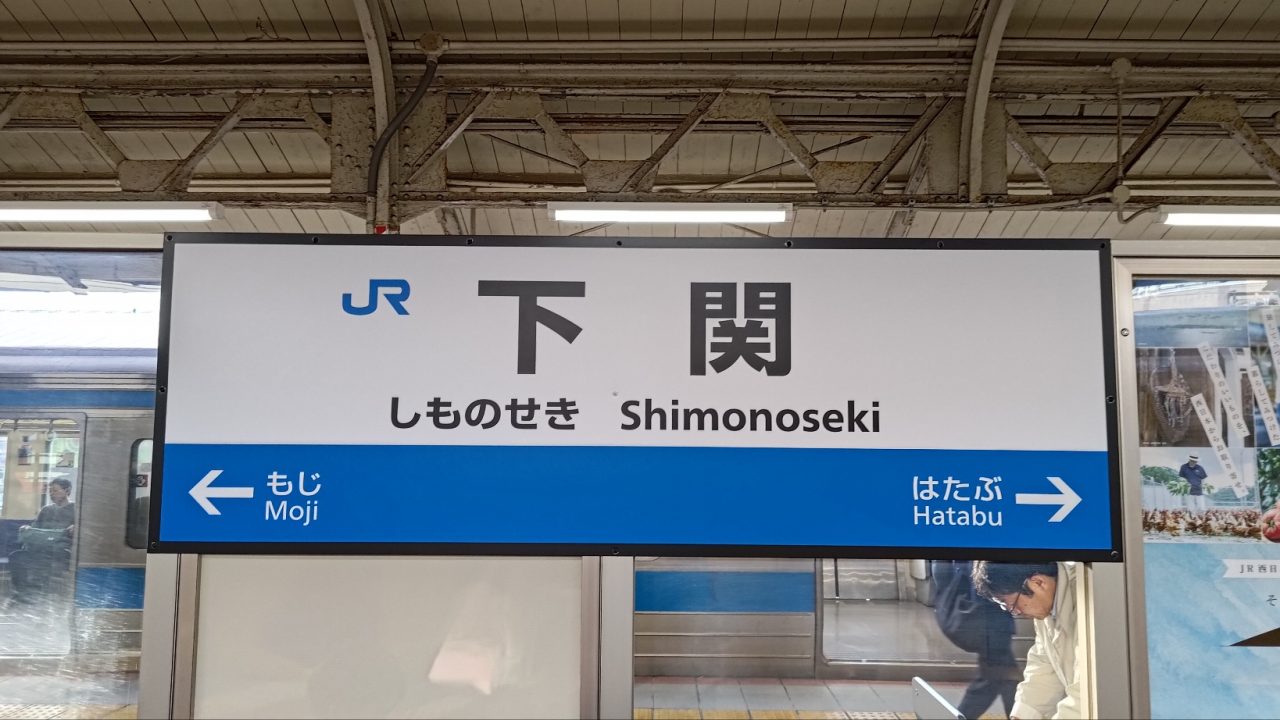 JR 下関
しものせき Shimonoseki
← もじ
Moji
はたぶ →
Hatabu
JR西日
そ